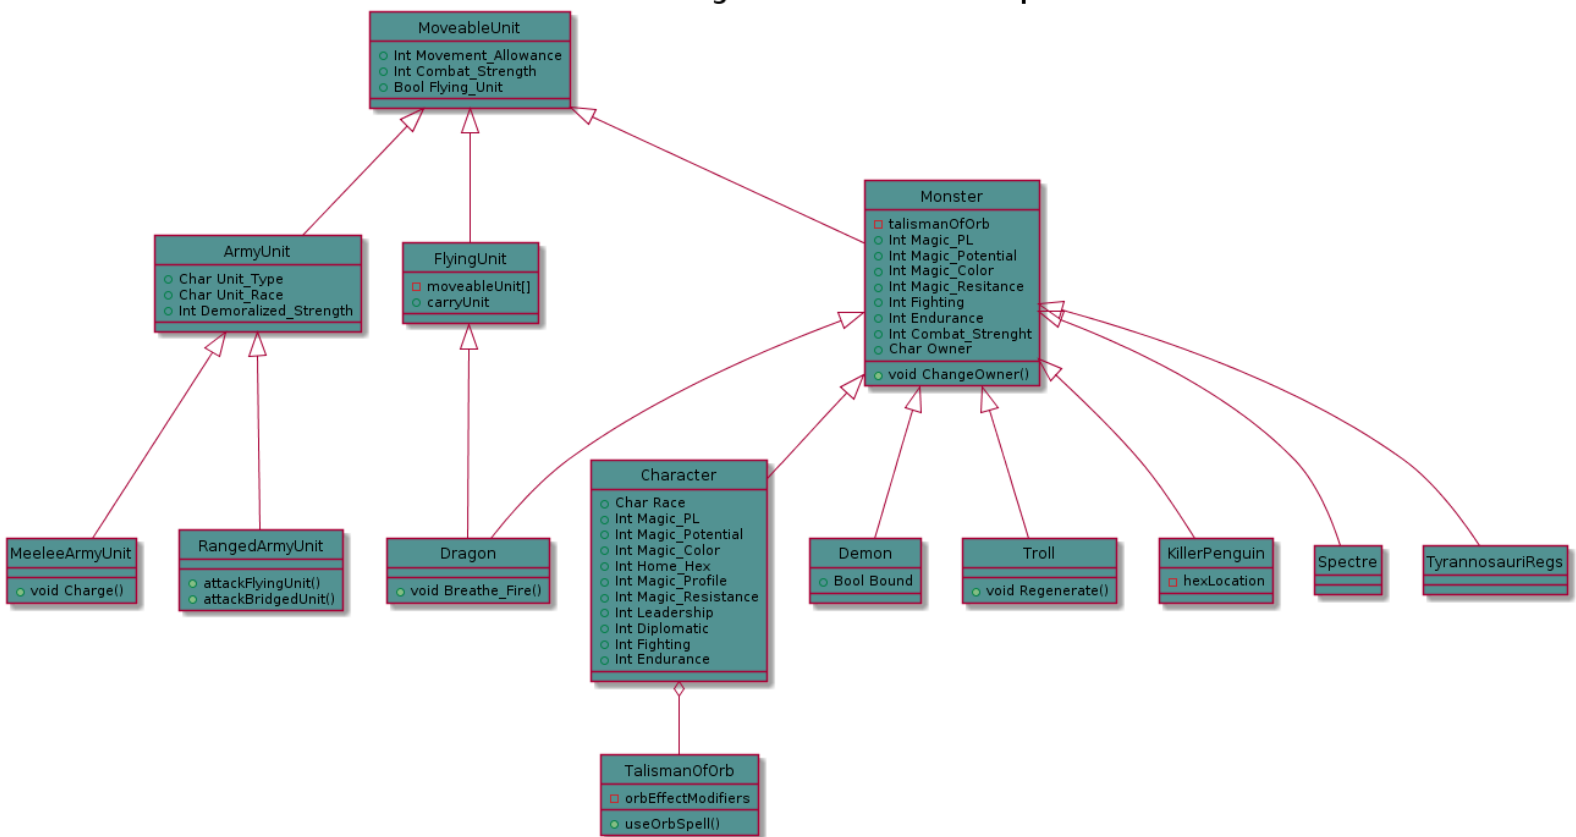 MoveableUnit
Int Movement_Allowance
Int Combat_Strength
Bool Flying_Unit
Monster
talismanOfOrb
Int Magic_PL
Int Magic_Potential
Int Magic_Color
Int Magic_Resitance
Int Fighting
Int Endurance
Int Combat_Strenght
Char Owner
void ChangeOwner()
ArmyUnit
Char Unit_Type
Char Unit_Race
Int Demoralized_Strength
FlyingUnit
moveableUnit[]
carryUnit
Character
Char Race
Int Magic_PL
Int Magic_Potential
Int Magic_Color
Int Home_Hex
Int Magic_Profile
Int Magic_Resistance
Int Leadership
Int Diplomatic
Int Fighting
Int Endurance
MeeleeArmyUnit
void Charge()
RangedArmyUnit
attackFlyingUnit()
attackBridgedUnit()
Dragon
void Breathe_Fire()
Demon
Bool Bound
Troll
void Regenerate()
KillerPenguin
hexLocation
Spectre
TyrannosauriRegs
TalismanOfOrb
orbEffectModifiers
useOrbSpell()